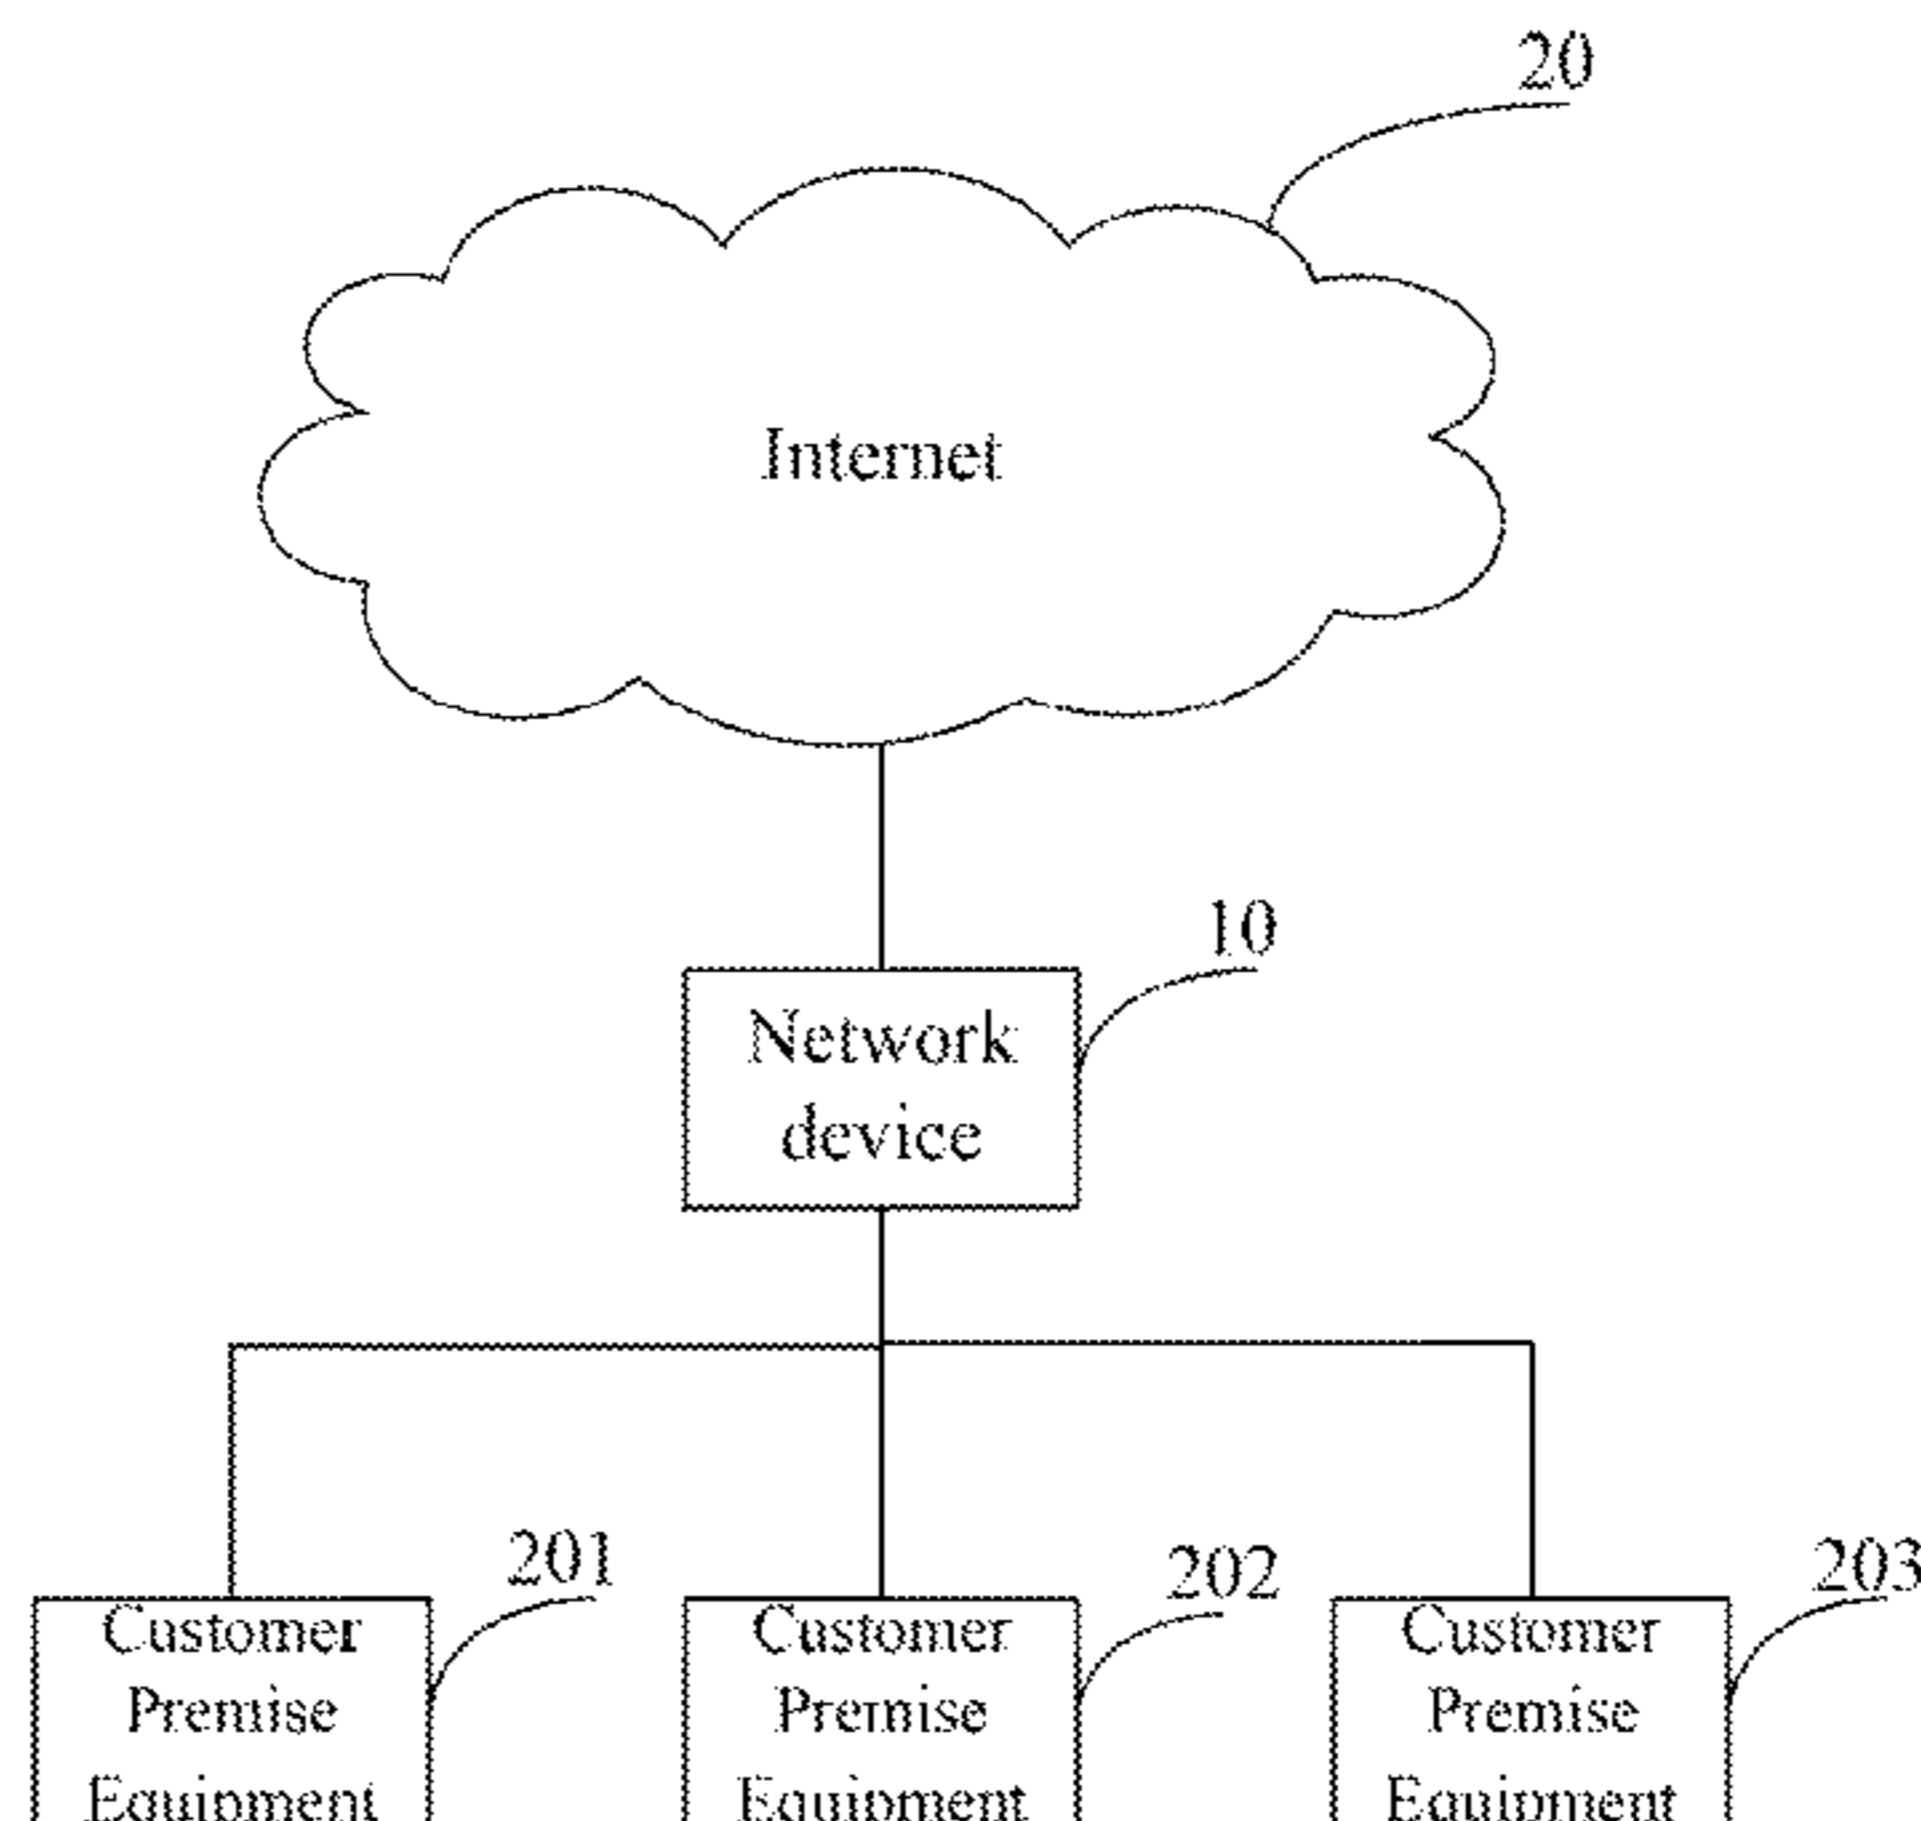 20
Internet
10
Network
device
201
202
203
Customer
Premise
Equipment
Customer
Premise
Equipment
Customer
Premise
Equipment